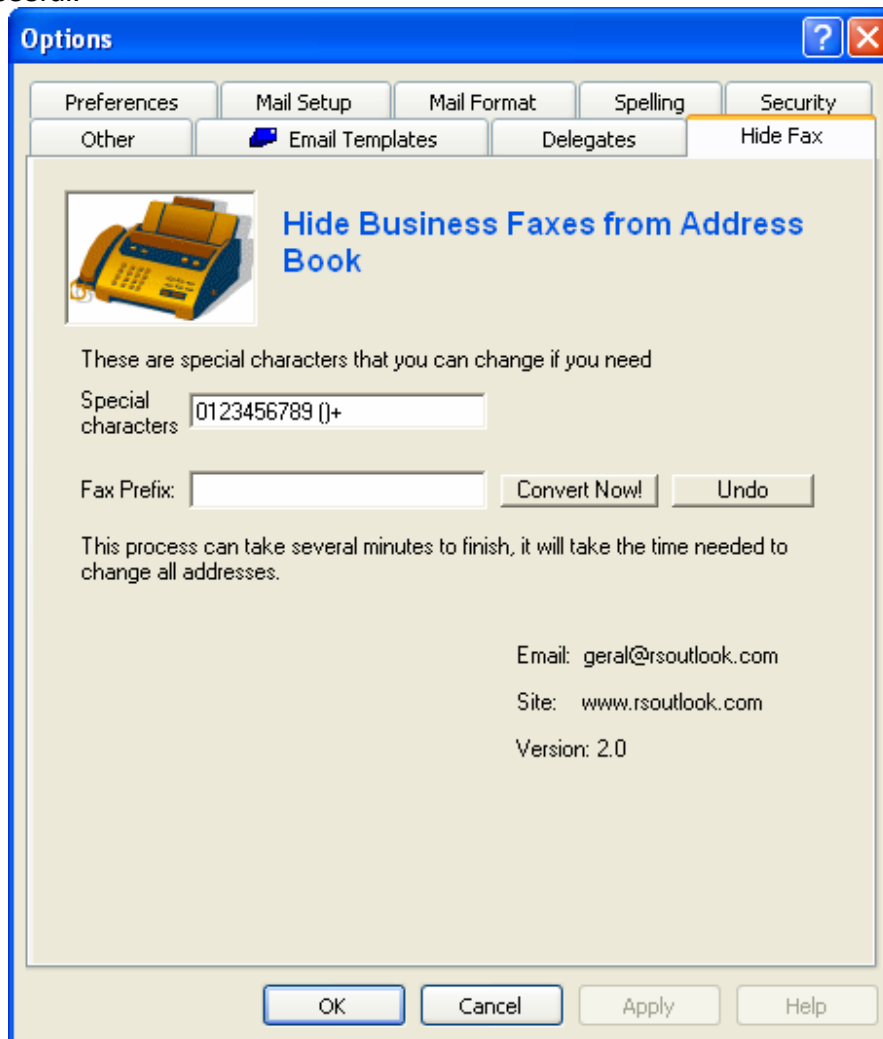 Options
Preferences Mail Setup Mail Format Spelling Security
Other Email Templates Delegates Hide Fax
Hide Business Faxes from Address
Book
These are special characters that you can change if you need
Special
characters 0123456789 ()+
Fax Prefix: Convert Now! Undo
This process can take several minutes to finish, it will take the time needed to
change all addresses.
Email: geral@rsoutlook.com
Site: www.rsoutlook.com
Version: 2.0
OK Cancel Apply Help